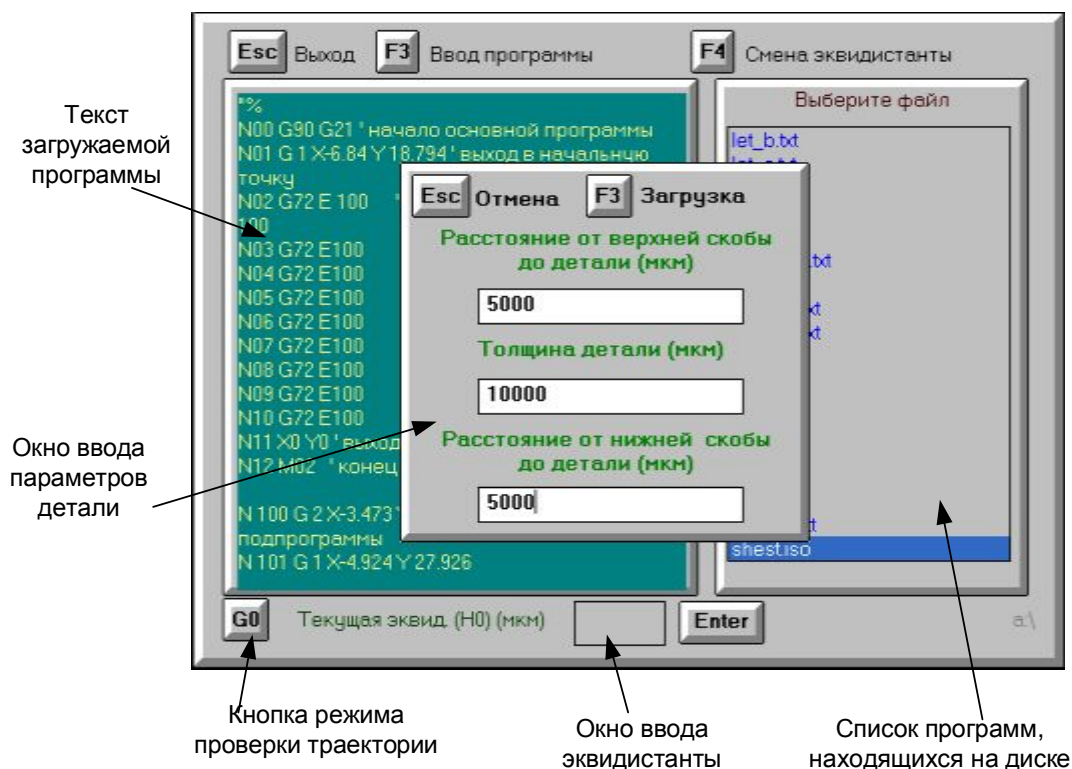 Esc Выход F3 Ввод программы F4 Смена эквидистанты
Текст
загружаемой
программы
"%
N00 G90 G21 ' начало основной программы
N01 G 1 X-6.84 Y 18.794 ' выход в начальную
точку
N02 G72 E 100 '
100
N03 G72 E100
N04 G72 E100
N05 G72 E100
N06 G72 E100
N07 G72 E100
N08 G72 E100
N09 G72 E100
N10 G72 E100
N11 X0 Y0 ' выход
N12 M02 ' конец
N 100 G 2 X-3.473 '
подпрограммы
N 101 G 1 X-4.924 Y 27.926
Esc Отмена F3 Загрузка
Расстояние от верхней скобы
до детали (мкм)
5000
Толщина детали (мкм)
10000
Расстояние от нижней скобы
до детали (мкм)
5000
Выберите файл
let_b.txt
.txt
xt
xt
t
shest.iso
Окно ввода
параметров
детали
G0 Текущая эквид. (H0) (мкм) Enter a:\
Кнопка режима
проверки траектории
Окно ввода
эквидистанты
Список программ,
находящихся на диске